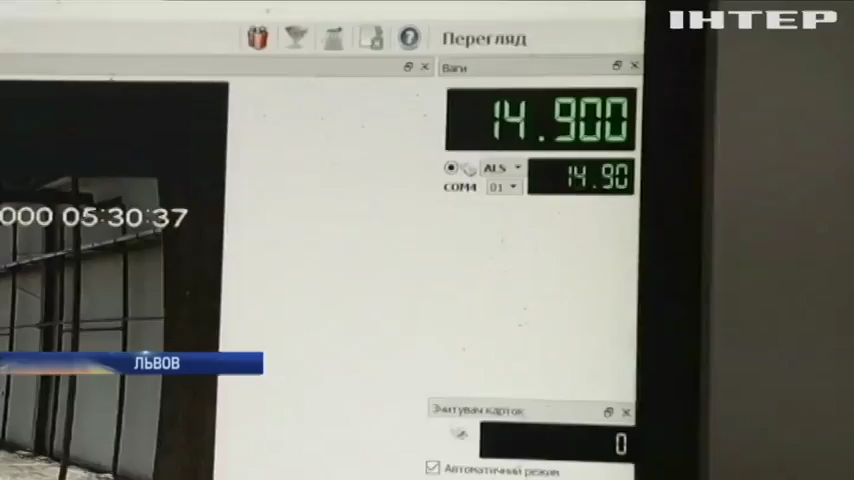 ІНТЕР
Перегляд
Ваги
14.900
ALS
14.90
COM4
01
000 05:30:37
ЛЬВОВ
Зчитувач карток
0
Автоматичний режим